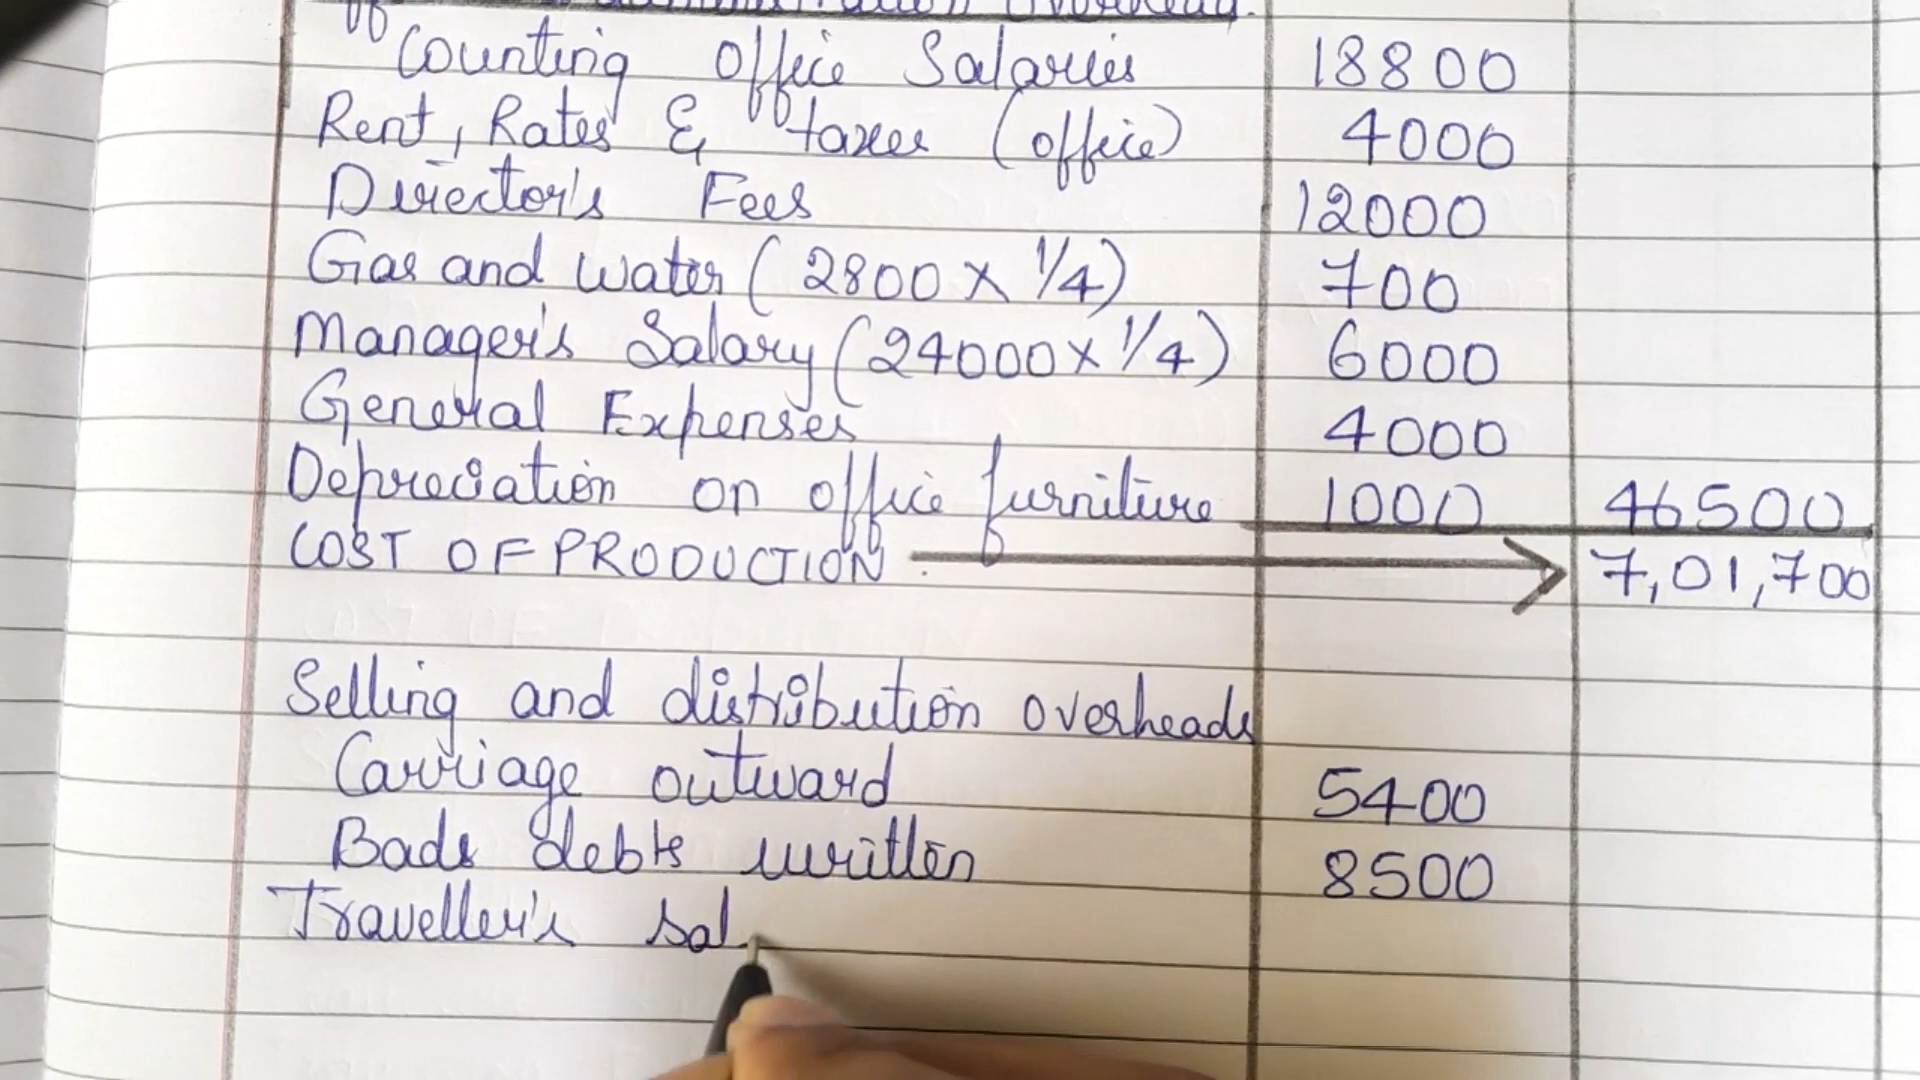 Counting office Salaries 18800
Rent, Rates & taxes (office) 4000
Director's Fees 12000
Gas and water (2800 × 1/4) 700
Manager's Salary (24000 × 1/4) 6000
General Expenses 4000
Depreciation on office furniture 1000 46500
COST OF PRODUCTION 7,01,700
Selling and distribution overheads
Carriage outward 5400
Bads debts written 8500
Traveller's sal